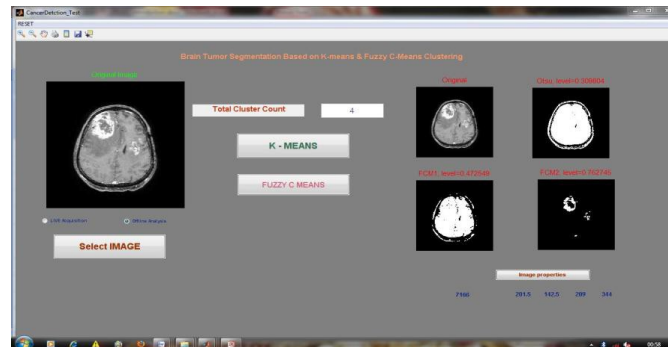 CancerDetction_Test
RESET
Brain Tumor Segmentation Based on K-means & Fuzzy C-Means Clustering
Original Image
Total Cluster Count
4
K - MEANS
FUZZY C MEANS
Select IMAGE
Original
Otsu, level=0.309804
FCM1, level=0.472549
FCM2, level=0.752745
Image properties
201.5 142.5 209 344
00:58